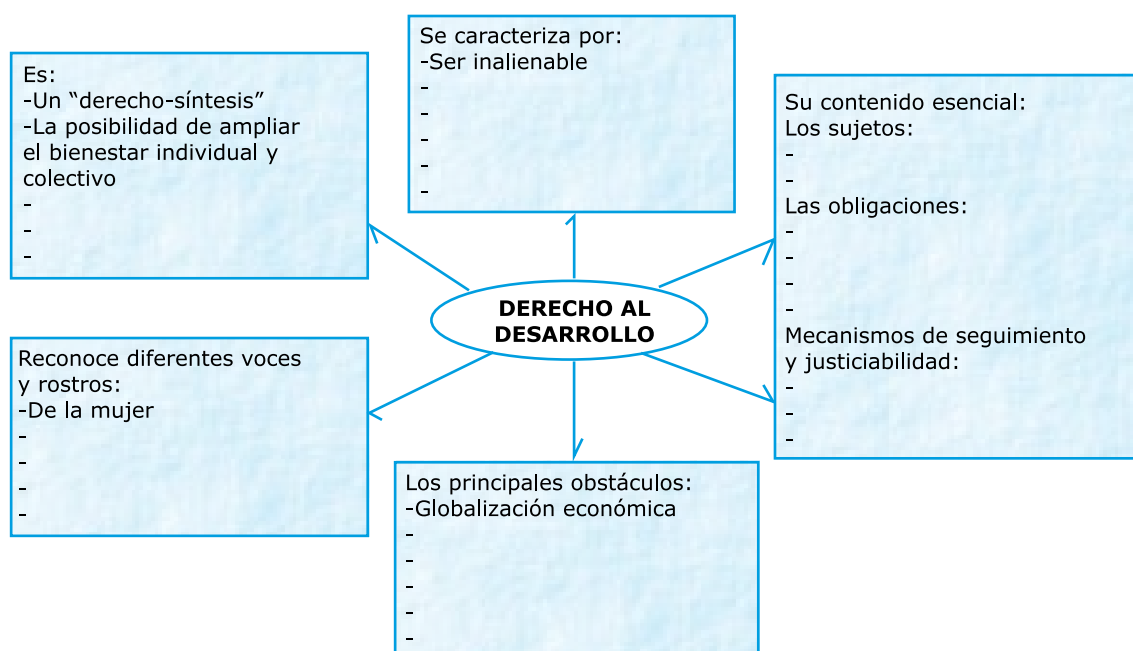 Se caracteriza por:
-Ser inalienable
-
-
-
-
-
Es:
-Un “derecho-síntesis”
-La posibilidad de ampliar
el bienestar individual y
colectivo
-
-
-
Su contenido esencial:
Los sujetos:
-
-
Las obligaciones:
-
-
-
-
Mecanismos de seguimiento
y justiciabilidad:
-
-
-
DERECHO AL
DESARROLLO
Reconoce diferentes voces
y rostros:
-De la mujer
-
-
-
-
Los principales obstáculos:
-Globalización económica
-
-
-
-
-